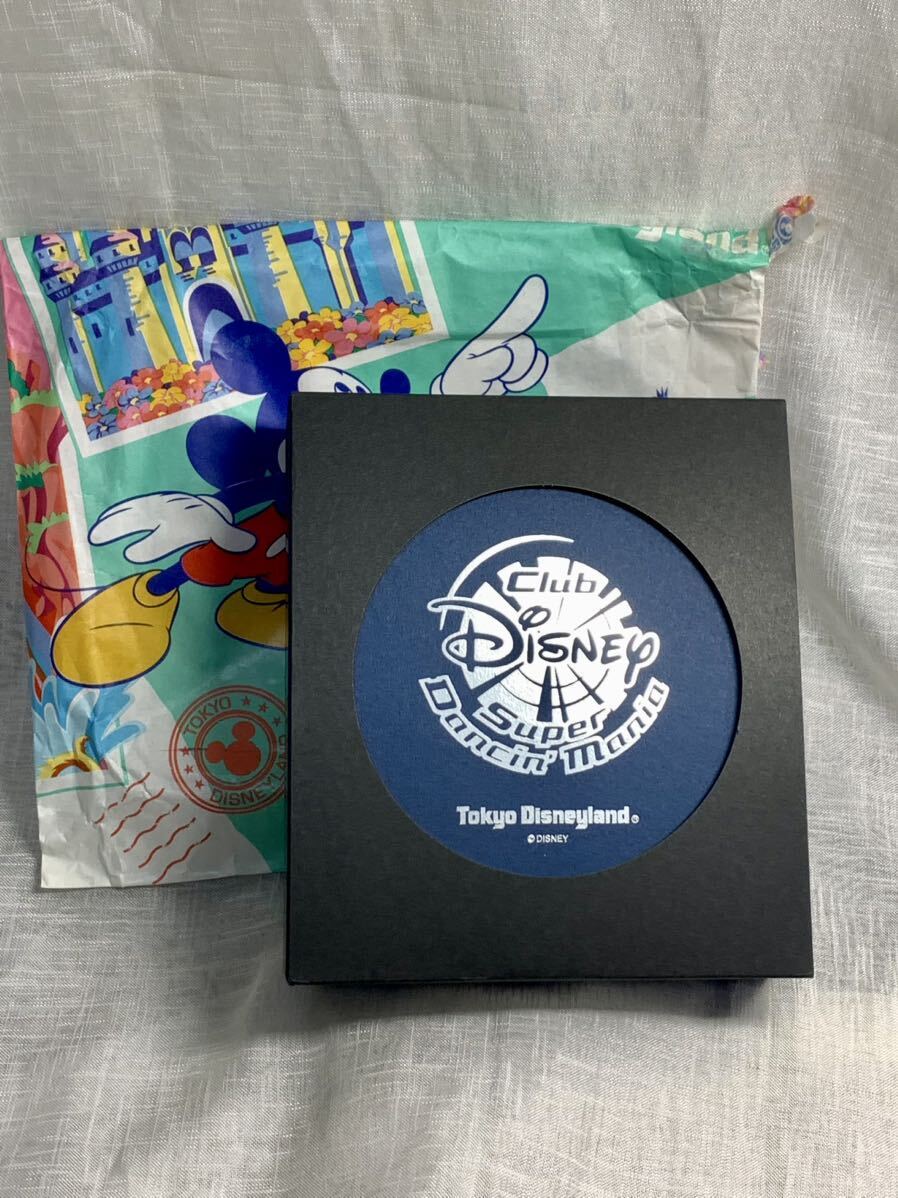 TOKYO
DISNEYLAND
Club
Disney
Super
Dancin' Mania
Tokyo Disneyland®
© DISNEY